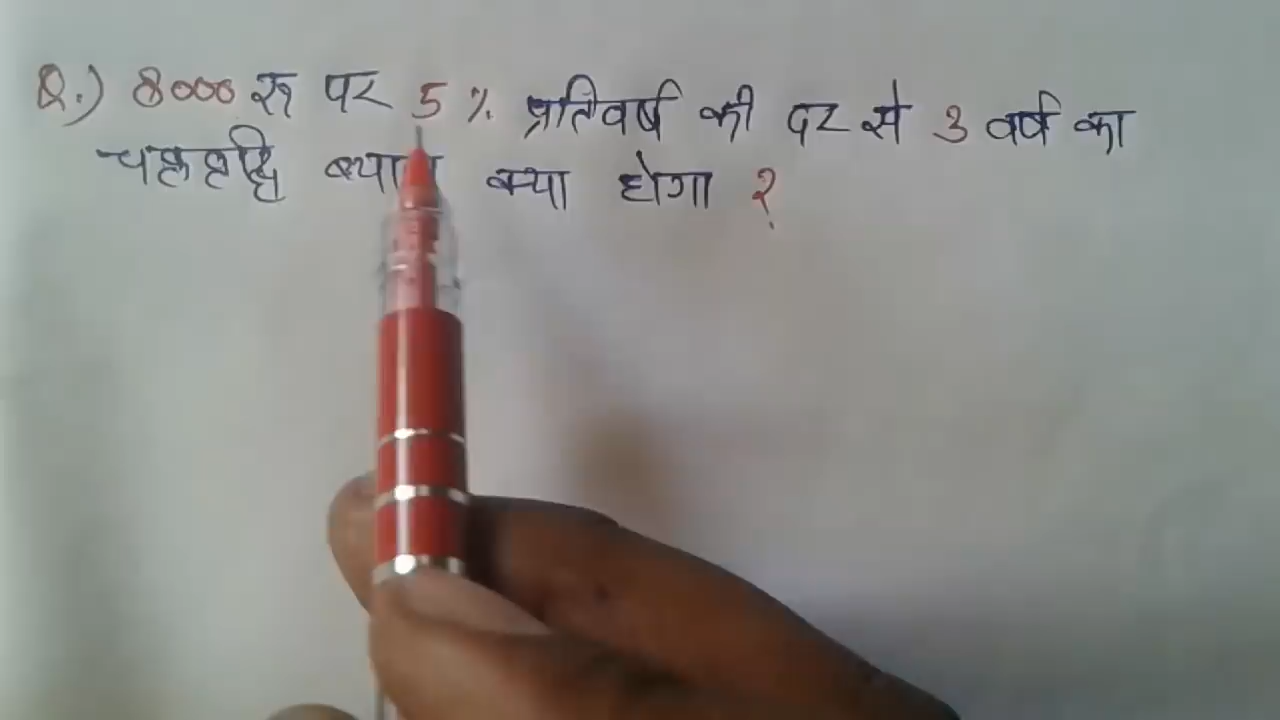 Q.) 8000 रू पर 5 % प्रतिवर्ष की दर से 3 वर्ष का
चक्रवृद्धि ब्याज क्या होगा ?